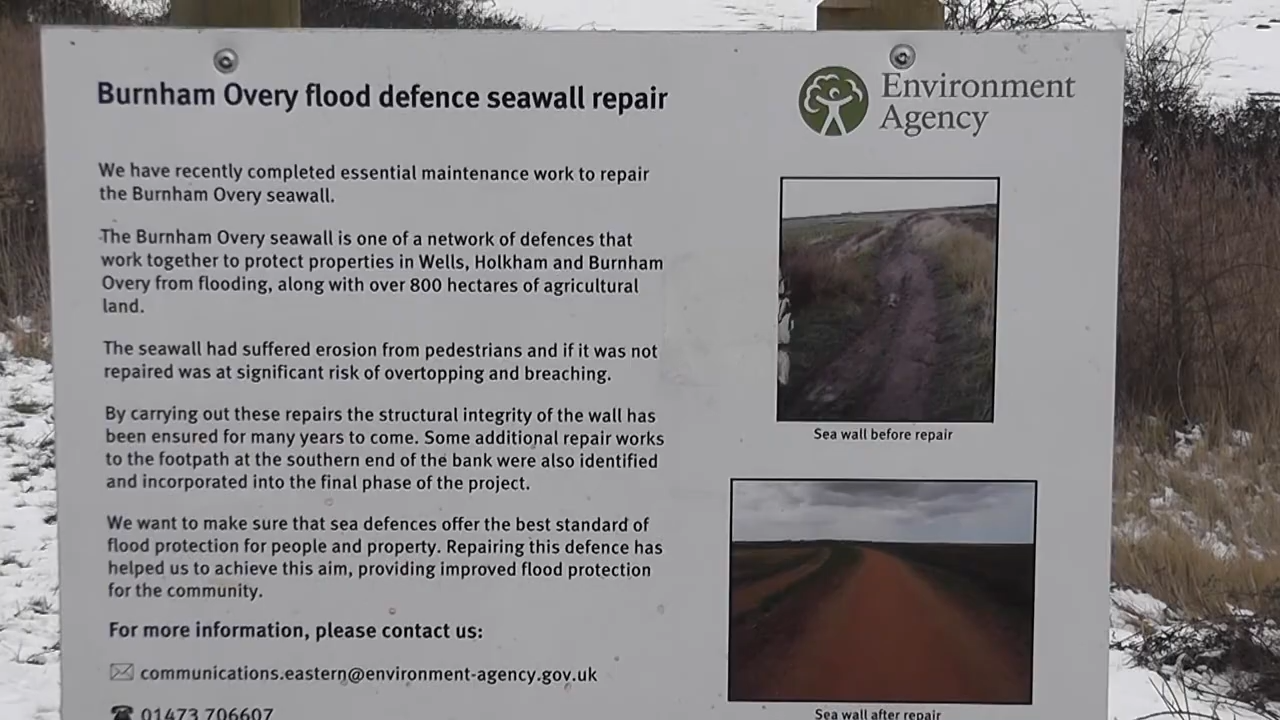 Burnham Overy flood defence seawall repair
Environment
Agency
We have recently completed essential maintenance work to repair
the Burnham Overy seawall.
The Burnham Overy seawall is one of a network of defences that
work together to protect properties in Wells, Holkham and Burnham
Overy from flooding, along with over 800 hectares of agricultural
land.
The seawall had suffered erosion from pedestrians and if it was not
repaired was at significant risk of overtopping and breaching.
By carrying out these repairs the structural integrity of the wall has
been ensured for many years to come. Some additional repair works
to the footpath at the southern end of the bank were also identified
and incorporated into the final phase of the project.
We want to make sure that sea defences offer the best standard of
flood protection for people and property. Repairing this defence has
helped us to achieve this aim, providing improved flood protection
for the community.
For more information, please contact us:
communications.eastern@environment-agency.gov.uk
01473 706607
Sea wall before repair
Sea wall after repair